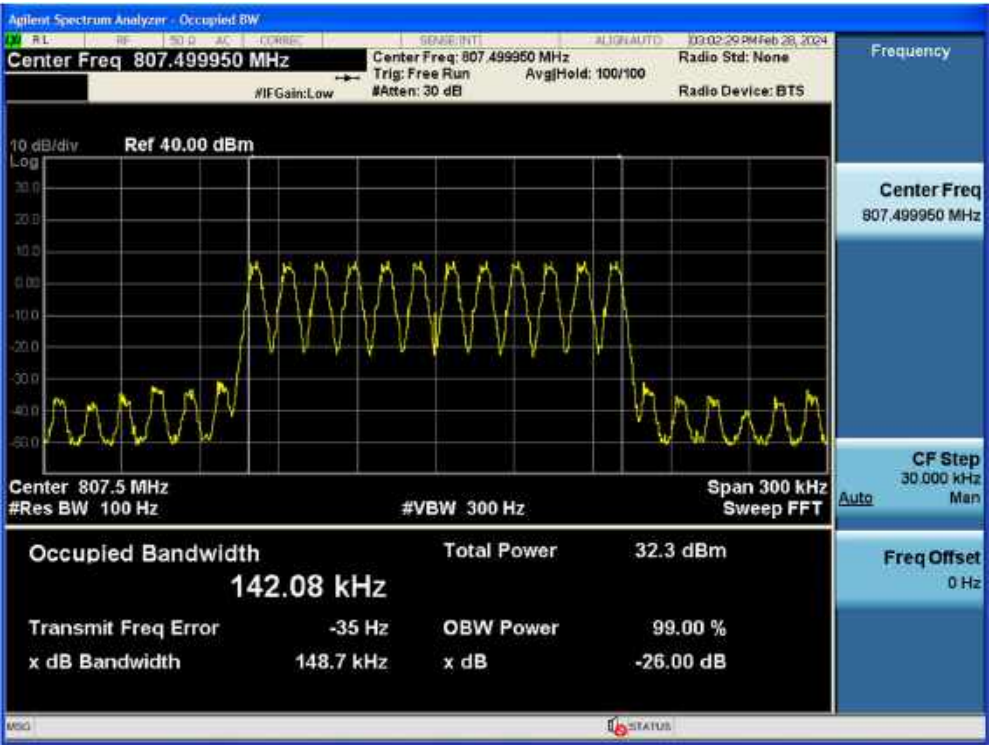 Agilent Spectrum Analyzer - Occupied BW
RL RF 50 Ω AC CORREC SENSE:INT ALIGN AUTO 03:02:29 PM Feb 28, 2024
Center Freq 807.499950 MHz
Center Freq: 807.499950 MHz Radio Std: None
Trig: Free Run Avg|Hold: 100/100
#IFGain:Low #Atten: 30 dB Radio Device: BTS
Frequency
10 dB/div Ref 40.00 dBm
Log
30.0
20.0
10.0
0.00
-10.0
-20.0
-30.0
-40.0
-50.0
Center 807.5 MHz Span 300 kHz
#Res BW 100 Hz #VBW 300 Hz Sweep FFT
Center Freq
807.499950 MHz
CF Step
30.000 kHz
Auto Man
Freq Offset
0 Hz
Occupied Bandwidth Total Power 32.3 dBm
142.08 kHz
Transmit Freq Error -35 Hz OBW Power 99.00 %
x dB Bandwidth 148.7 kHz x dB -26.00 dB
MSG STATUS